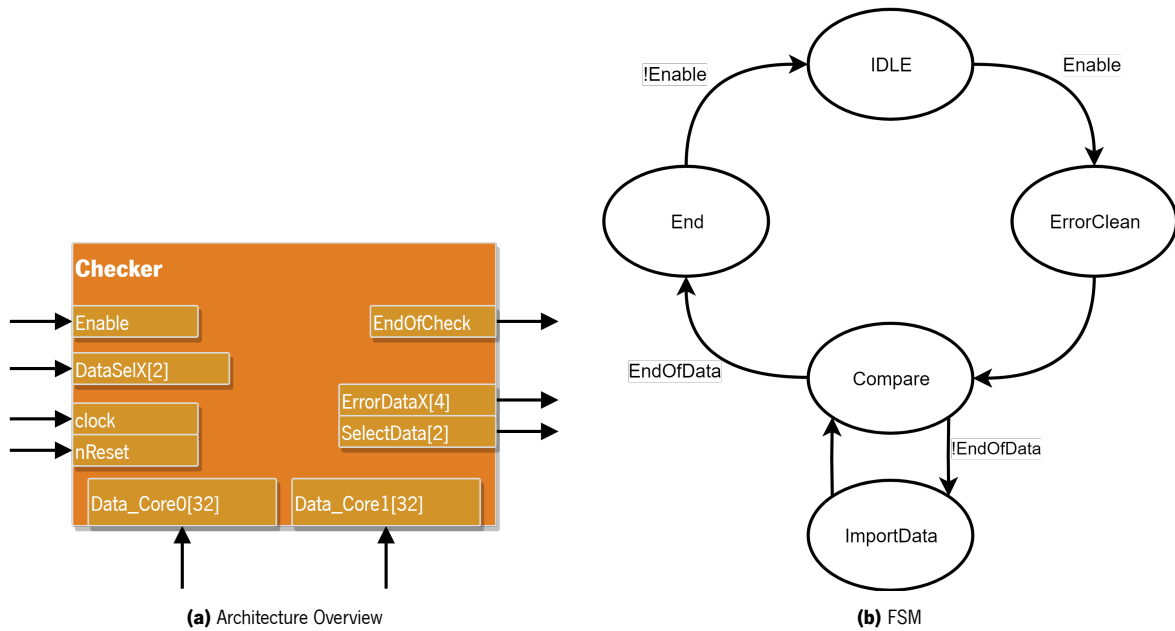 Checker
Enable
EndOfCheck
DataSelX[2]
ErrorDataX[4]
clock
SelectData[2]
nReset
Data_Core0[32]
Data_Core1[32]
(a) Architecture Overview
IDLE
!Enable
Enable
End
ErrorClean
EndOfData
Compare
!EndOfData
ImportData
(b) FSM